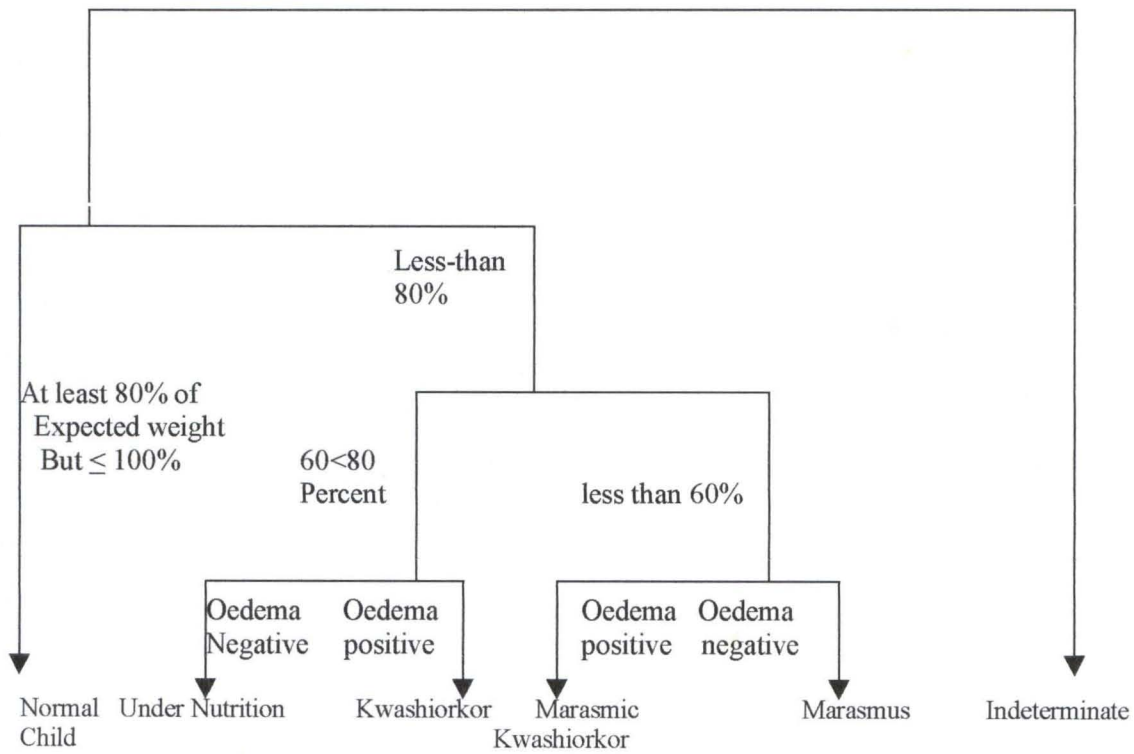 Less-than
80%
At least 80% of
Expected weight
But ≤ 100%
60<80
Percent
less than 60%
Oedema
Negative
Oedema
positive
Oedema
positive
Oedema
negative
Normal
Child
Under Nutrition
Kwashiorkor
Marasmic
Kwashiorkor
Marasmus
Indeterminate